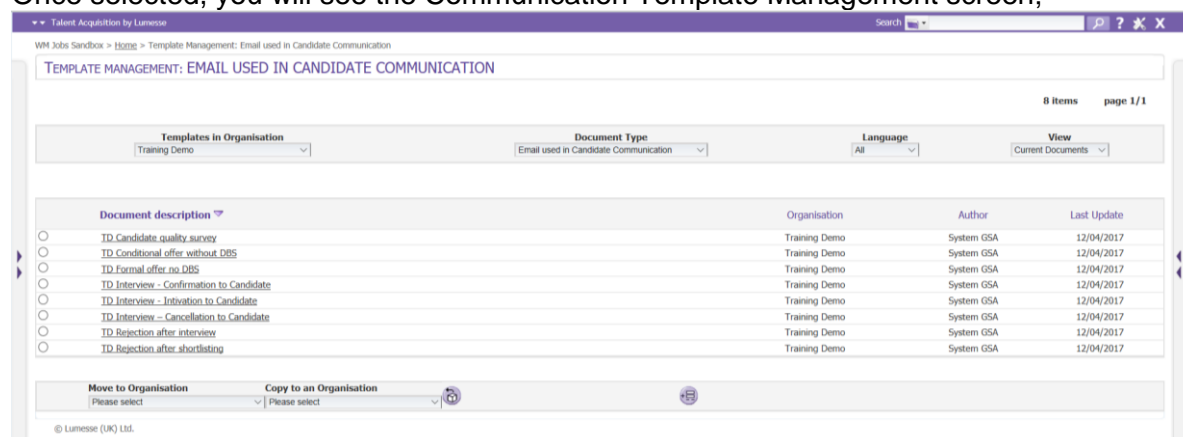 Once selected, you will see the Communication Template Management screen;
Talent Acquisition by Lumesse Search ? X
WM Jobs Sandbox > Home > Template Management: Email used in Candidate Communication
TEMPLATE MANAGEMENT: EMAIL USED IN CANDIDATE COMMUNICATION
8 items page 1/1
Templates in Organisation Document Type Language View
Training Demo Email used in Candidate Communication All Current Documents
Document description Organisation Author Last Update
TD Candidate quality survey Training Demo System GSA 12/04/2017
TD Conditional offer without DBS Training Demo System GSA 12/04/2017
TD Formal offer no DBS Training Demo System GSA 12/04/2017
TD Interview - Confirmation to Candidate Training Demo System GSA 12/04/2017
TD Interview - Intivation to Candidate Training Demo System GSA 12/04/2017
TD Interview – Cancellation to Candidate Training Demo System GSA 12/04/2017
TD Rejection after interview Training Demo System GSA 12/04/2017
TD Rejection after shortlisting Training Demo System GSA 12/04/2017
Move to Organisation Copy to an Organisation
Please select Please select
© Lumesse (UK) Ltd.